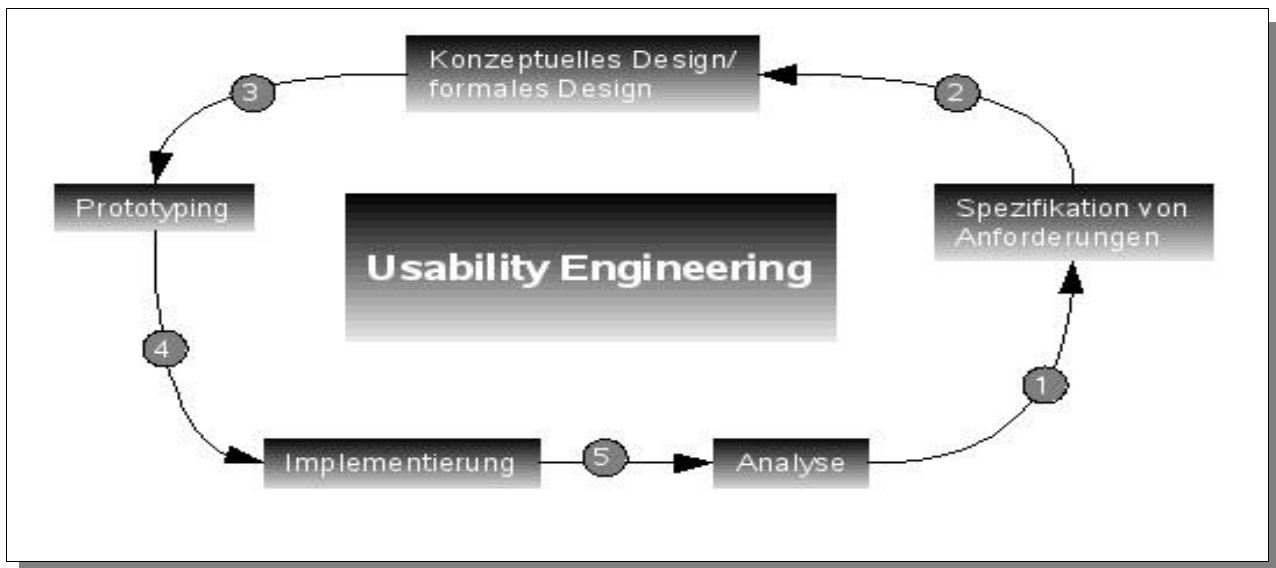 Konzeptuelles Design/
formales Design
3
2
Prototyping
Spezifikation von
Anforderungen
Usability Engineering
4
1
Implementierung
5
Analyse